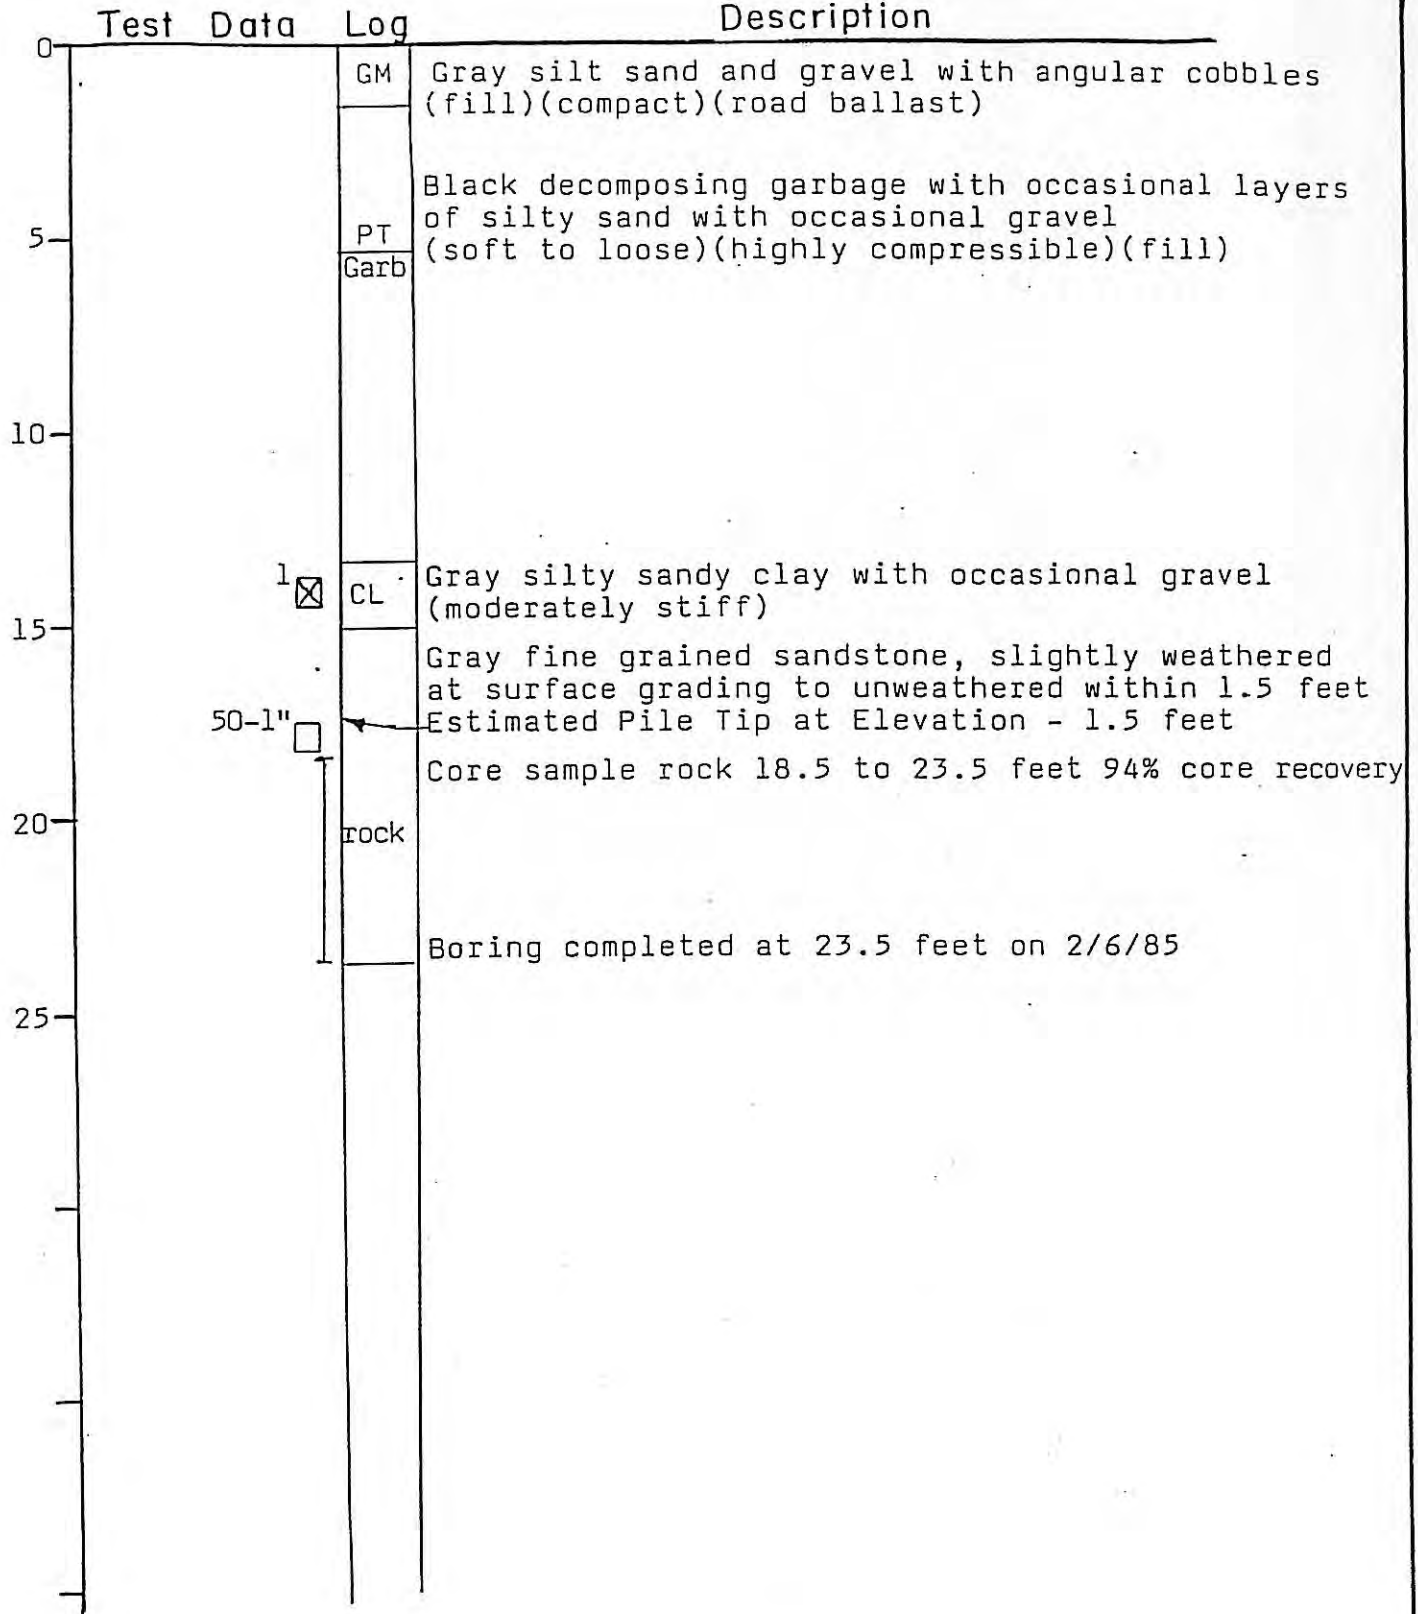 Test Data Log Description
0
GM Gray silt sand and gravel with angular cobbles
(fill)(compact)(road ballast)
Black decomposing garbage with occasional layers
of silty sand with occasional gravel
5 PT (soft to loose)(highly compressible)(fill)
Garb
10
1 CL Gray silty sandy clay with occasional gravel
(moderately stiff)
15
Gray fine grained sandstone, slightly weathered
at surface grading to unweathered within 1.5 feet
50-1" Estimated Pile Tip at Elevation - 1.5 feet
Core sample rock 18.5 to 23.5 feet 94% core recovery
20 rock
Boring completed at 23.5 feet on 2/6/85
25